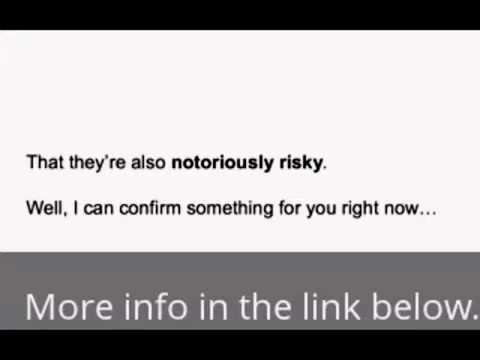 That they’re also notoriously risky.
Well, I can confirm something for you right now…
More info in the link below.